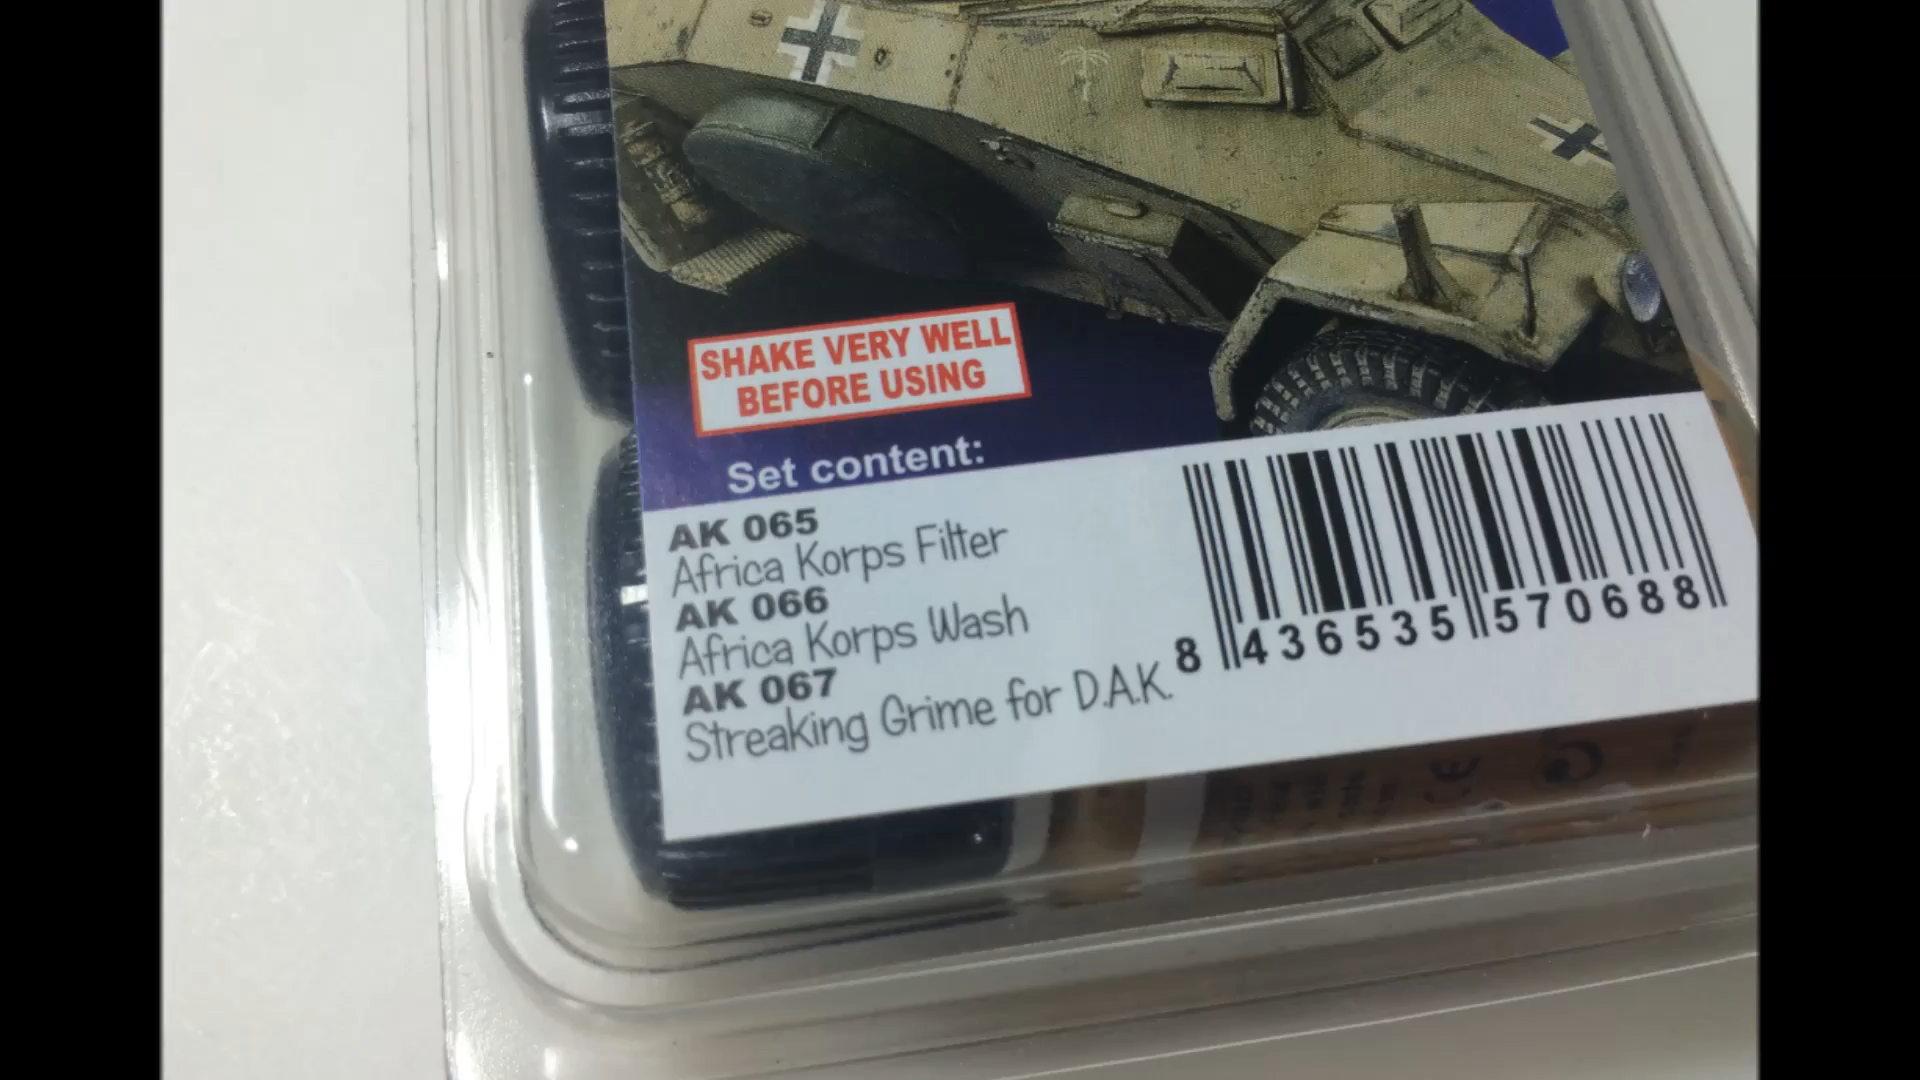 SHAKE VERY WELL
BEFORE USING
Set content:
AK 065
Africa Korps Filter
AK 066
Africa Korps Wash
AK 067
Streaking Grime for D.A.K.
8 436535 570688
CE